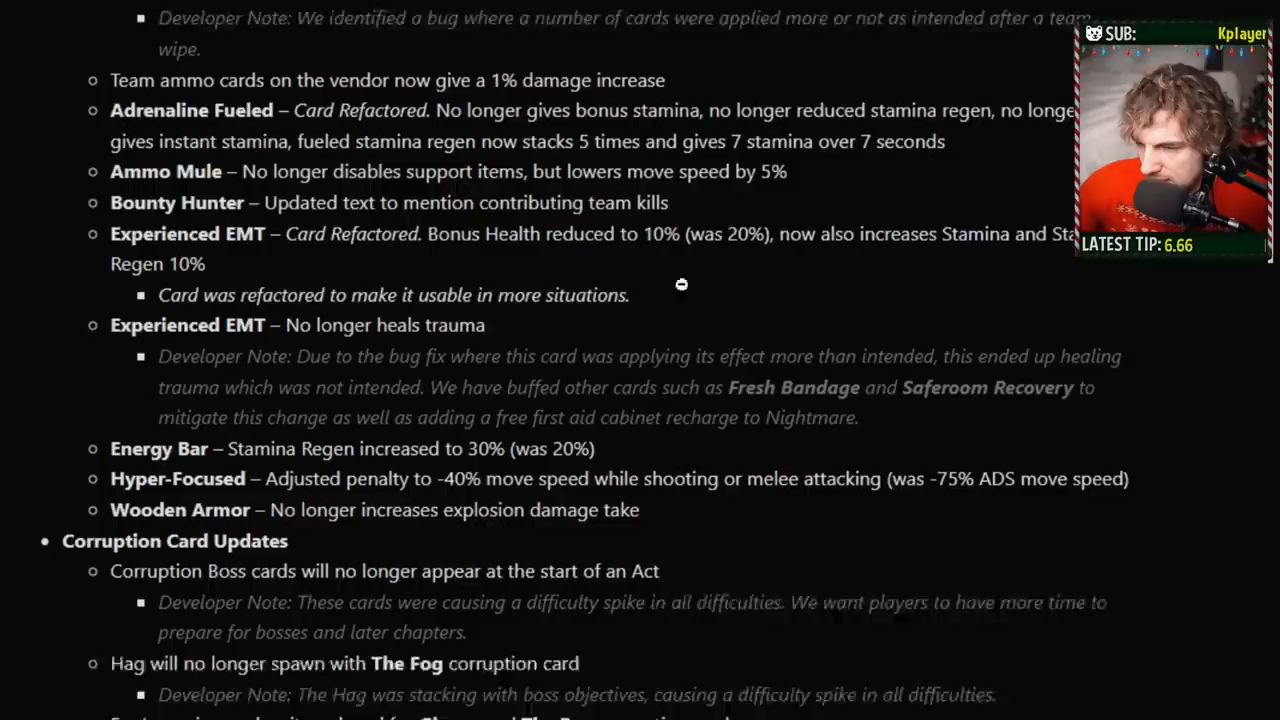 Developer Note: We identified a bug where a number of cards were applied more or not as intended after a team
wipe.
SUB: Kplayer
Team ammo cards on the vendor now give a 1% damage increase
Adrenaline Fueled – Card Refactored. No longer gives bonus stamina, no longer reduced stamina regen, no longe
gives instant stamina, fueled stamina regen now stacks 5 times and gives 7 stamina over 7 seconds
Ammo Mule – No longer disables support items, but lowers move speed by 5%
Bounty Hunter – Updated text to mention contributing team kills
Experienced EMT – Card Refactored. Bonus Health reduced to 10% (was 20%), now also increases Stamina and Sta
LATEST TIP: 6.66
Regen 10%
Card was refactored to make it usable in more situations.
Experienced EMT – No longer heals trauma
Developer Note: Due to the bug fix where this card was applying its effect more than intended, this ended up healing
trauma which was not intended. We have buffed other cards such as Fresh Bandage and Saferoom Recovery to
mitigate this change as well as adding a free first aid cabinet recharge to Nightmare.
Energy Bar – Stamina Regen increased to 30% (was 20%)
Hyper-Focused – Adjusted penalty to -40% move speed while shooting or melee attacking (was -75% ADS move speed)
Wooden Armor – No longer increases explosion damage take
Corruption Card Updates
Corruption Boss cards will no longer appear at the start of an Act
Developer Note: These cards were causing a difficulty spike in all difficulties. We want players to have more time to
prepare for bosses and later chapters.
Hag will no longer spawn with The Fog corruption card
Developer Note: The Hag was stacking with boss objectives, causing a difficulty spike in all difficulties.